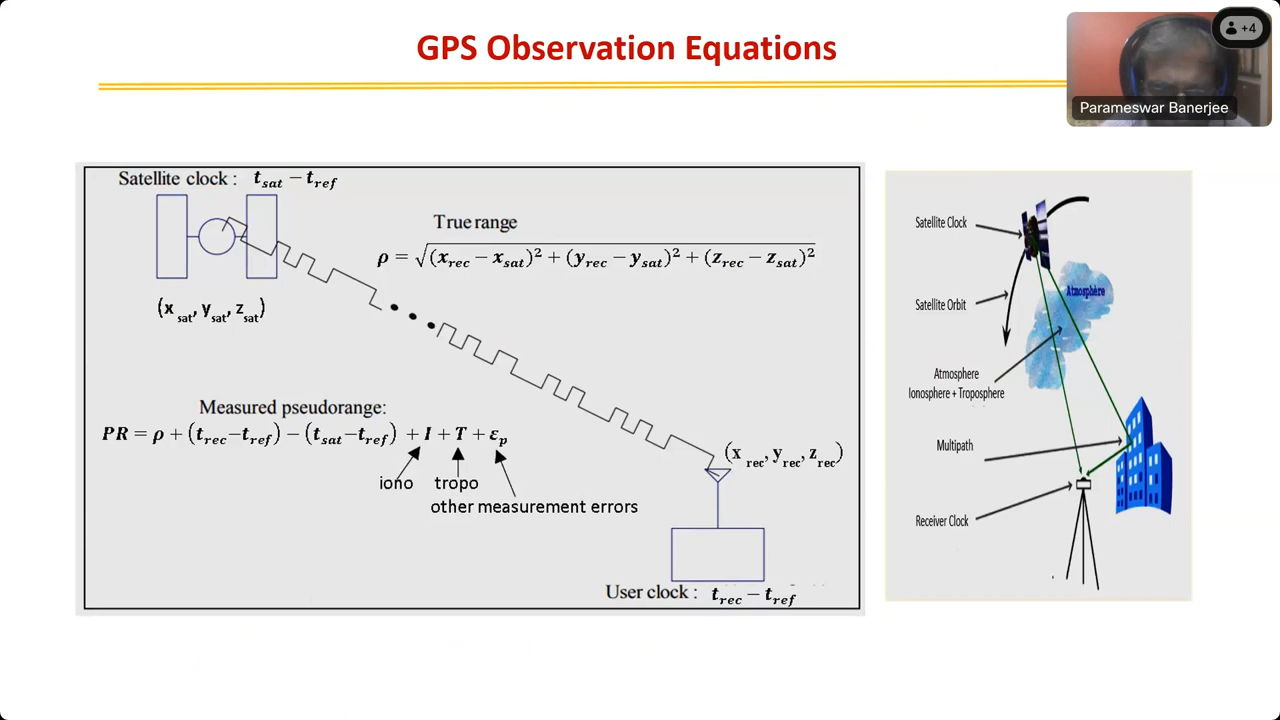 GPS Observation Equations
+4
Parameswar Banerjee
Satellite clock : t_sat − t_ref
True range
ρ = √(x_rec − x_sat)² + (y_rec − y_sat)² + (z_rec − z_sat)²
(x_sat, y_sat, z_sat)
Measured pseudorange:
PR = ρ + (t_rec − t_ref) − (t_sat − t_ref) + I + T + ε_p
iono tropo
other measurement errors
(x_rec, y_rec, z_rec)
User clock : t_rec − t_ref
Satellite Clock
Atmosphère
Satellite Orbit
Atmosphere
Ionosphere + Troposphere
Multipath
Receiver Clock